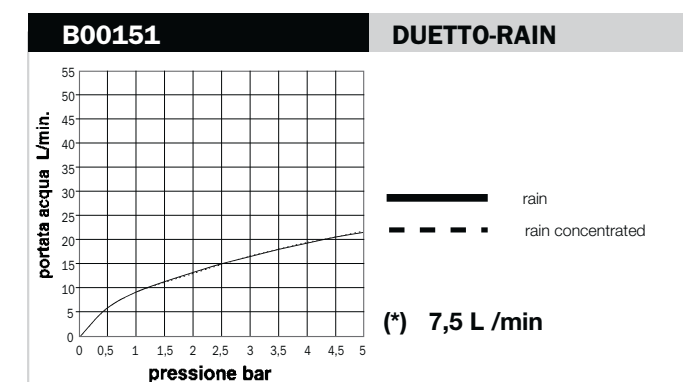 B00151
DUETTO-RAIN
portata acqua L/min.
55
50
45
40
35
30
25
20
15
10
5
0
0 0,5 1 1,5 2 2,5 3 3,5 4 4,5 5
pressione bar
rain
rain concentrated
(*) 7,5 L /min